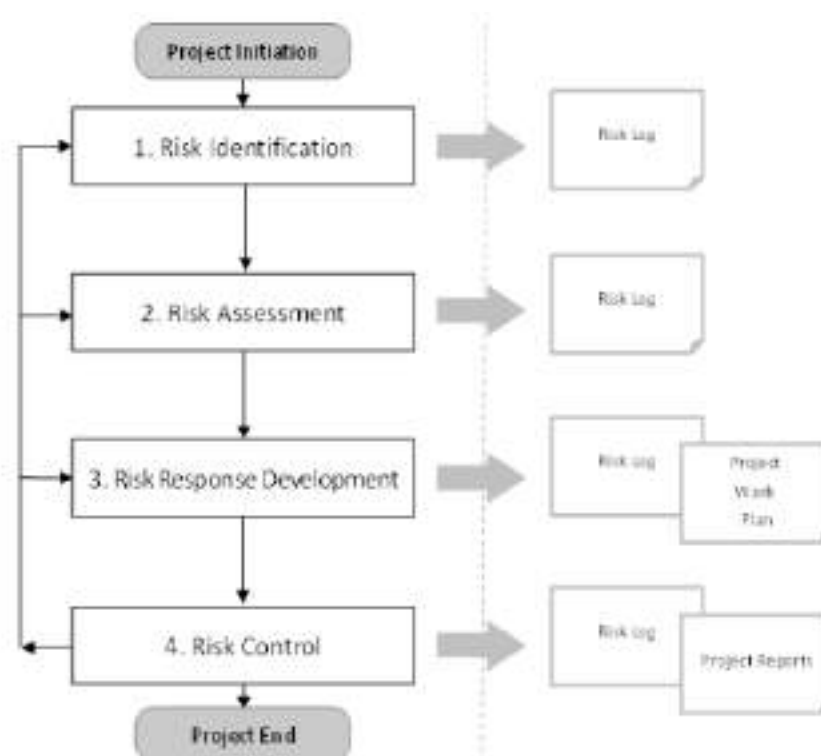 Project Initiation
1. Risk Identification
Risk Log
2. Risk Assessment
Risk Log
3. Risk Response Development
Risk Log
Project
Work
Plan
4. Risk Control
Risk Log
Project Reports
Project End